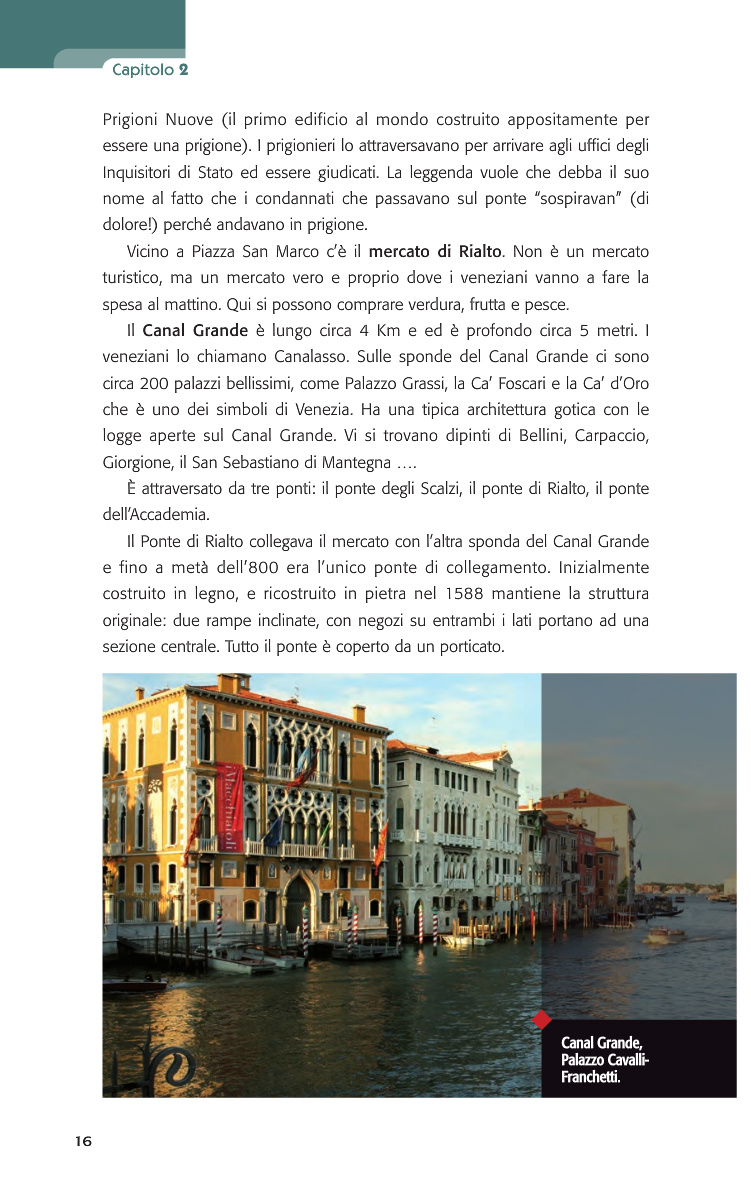 Capitolo 2
Prigioni Nuove (il primo edificio al mondo costruito appositamente per
essere una prigione). I prigionieri lo attraversavano per arrivare agli uffici degli
Inquisitori di Stato ed essere giudicati. La leggenda vuole che debba il suo
nome al fatto che i condannati che passavano sul ponte “sospiravan” (di
dolore!) perché andavano in prigione.
Vicino a Piazza San Marco c’è il mercato di Rialto. Non è un mercato
turistico, ma un mercato vero e proprio dove i veneziani vanno a fare la
spesa al mattino. Qui si possono comprare verdura, frutta e pesce.
Il Canal Grande è lungo circa 4 Km e ed è profondo circa 5 metri. I
veneziani lo chiamano Canalasso. Sulle sponde del Canal Grande ci sono
circa 200 palazzi bellissimi, come Palazzo Grassi, la Ca’ Foscari e la Ca’ d’Oro
che è uno dei simboli di Venezia. Ha una tipica architettura gotica con le
logge aperte sul Canal Grande. Vi si trovano dipinti di Bellini, Carpaccio,
Giorgione, il San Sebastiano di Mantegna ….
È attraversato da tre ponti: il ponte degli Scalzi, il ponte di Rialto, il ponte
dell’Accademia.
Il Ponte di Rialto collegava il mercato con l’altra sponda del Canal Grande
e fino a metà dell’800 era l’unico ponte di collegamento. Inizialmente
costruito in legno, e ricostruito in pietra nel 1588 mantiene la struttura
originale: due rampe inclinate, con negozi su entrambi i lati portano ad una
sezione centrale. Tutto il ponte è coperto da un porticato.
i Macchiaioli
Canal Grande,
Palazzo Cavalli-
Franchetti.
16